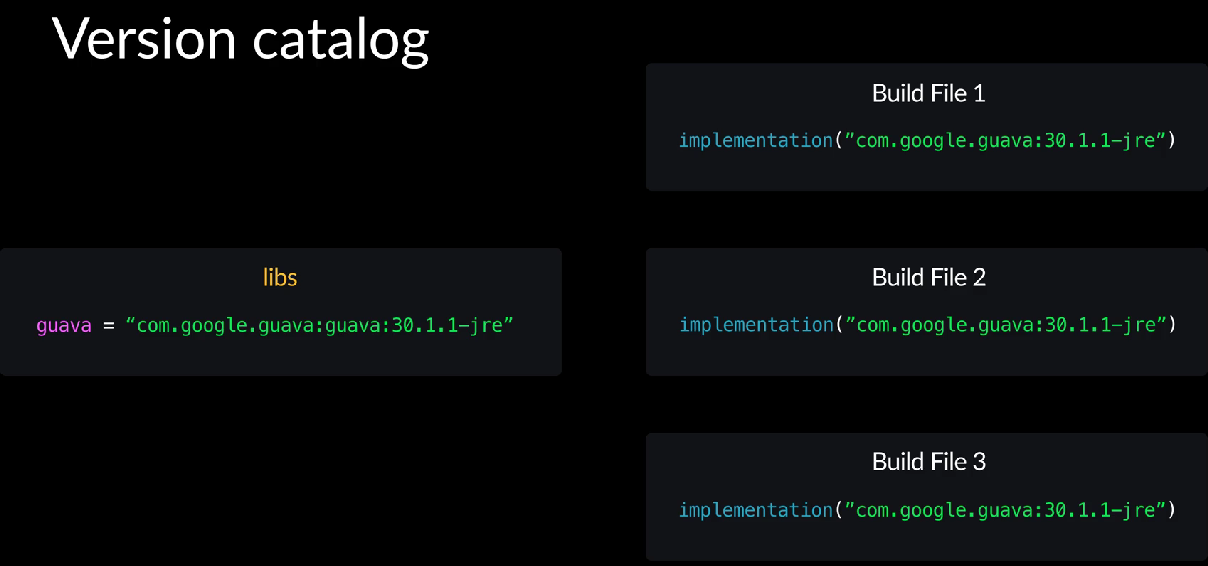 Version catalog
Build File 1
implementation(”com.google.guava:30.1.1-jre”)
libs
guava = “com.google.guava:guava:30.1.1-jre”
Build File 2
implementation(”com.google.guava:30.1.1-jre”)
Build File 3
implementation(”com.google.guava:30.1.1-jre”)